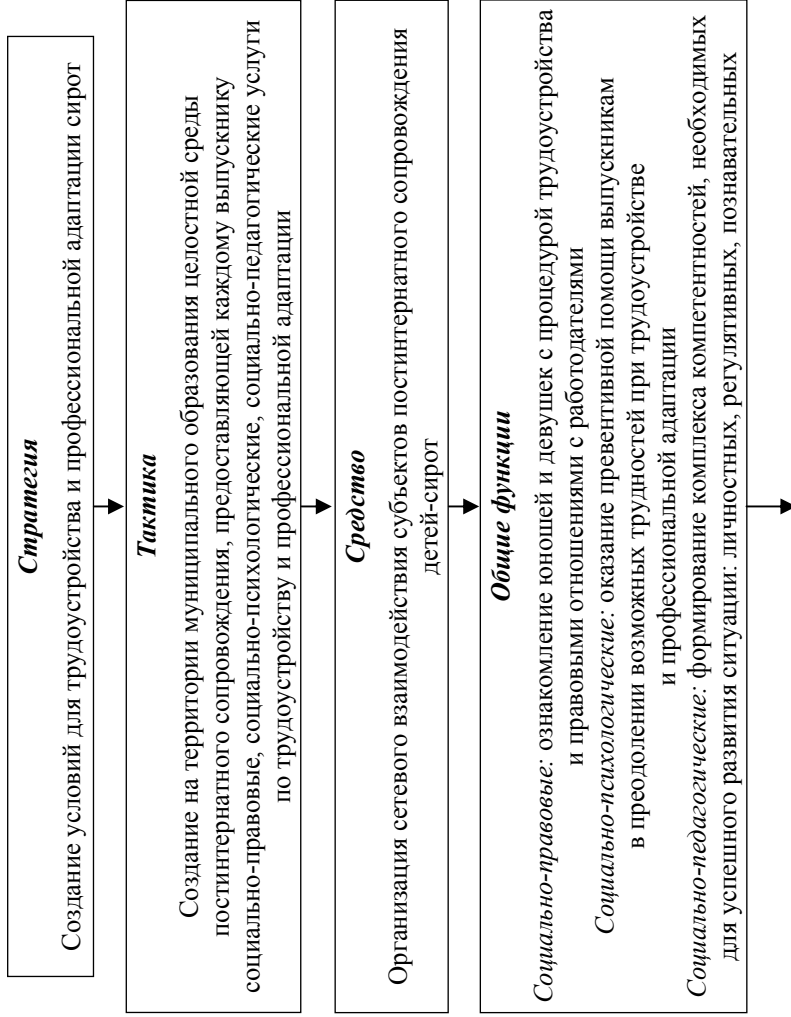 Стратегия
Создание условий для трудоустройства и профессиональной адаптации сирот
Тактика
Создание на территории муниципального образования целостной среды
постинтернатного сопровождения, предоставляющей каждому выпускнику
социально-правовые, социально-психологические, социально-педагогические услуги
по трудоустройству и профессиональной адаптации
Средство
Организация сетевого взаимодействия субъектов постинтернатного сопровождения
детей-сирот
Общие функции
Социально-правовые: ознакомление юношей и девушек с процедурой трудоустройства
и правовыми отношениями с работодателями
Социально-психологические: оказание превентивной помощи выпускникам
в преодолении возможных трудностей при трудоустройстве
и профессиональной адаптации
Социально-педагогические: формирование комплекса компетентностей, необходимых
для успешного развития ситуации: личностных, регулятивных, познавательных